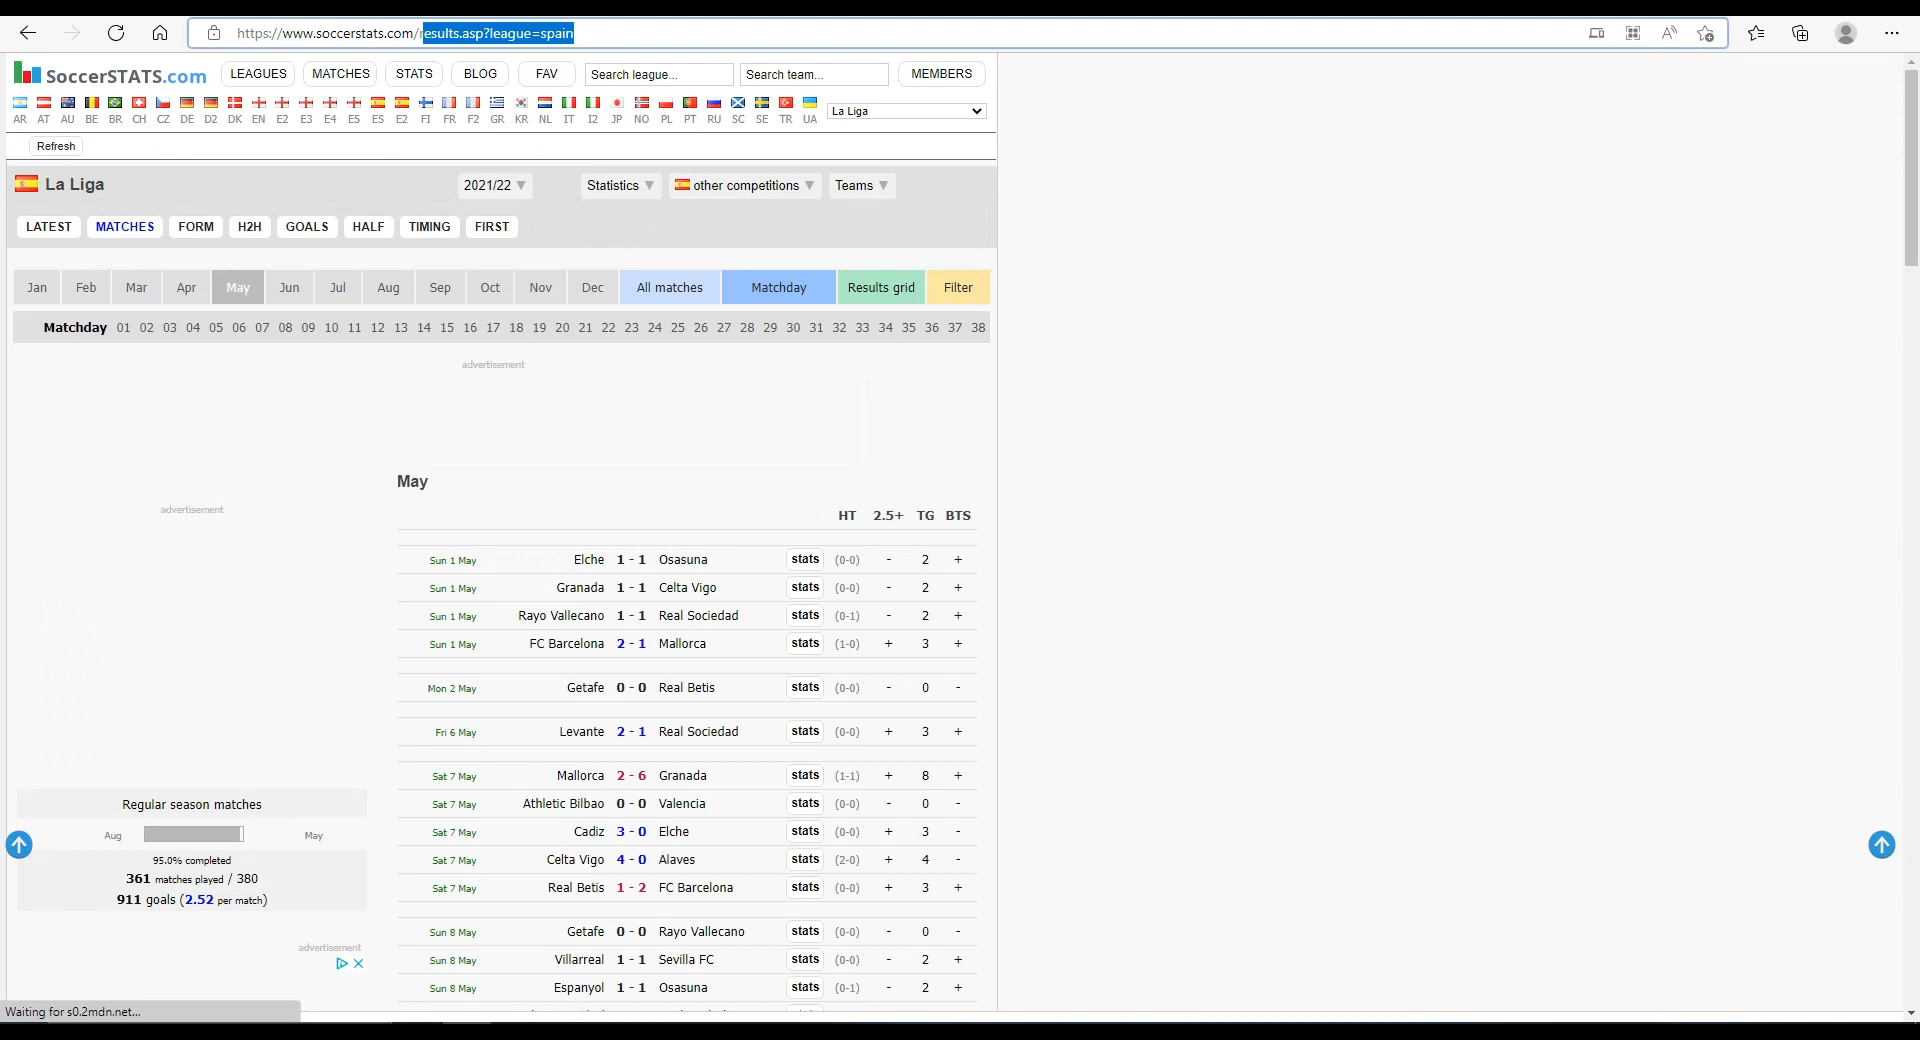 https://www.soccerstats.com/results.asp?league=spain
SoccerSTATS.com LEAGUES MATCHES STATS BLOG FAV Search league... Search team... MEMBERS
AR AT AU BE BR CH CZ DE D2 DK EN E2 E3 E4 E5 ES E2 FI FR F2 GR KR NL IT I2 JP NO PL PT RU SC SE TR UA La Liga
Refresh
La Liga 2021/22 ▼ Statistics ▼ other competitions ▼ Teams ▼
LATEST MATCHES FORM H2H GOALS HALF TIMING FIRST
Jan Feb Mar Apr May Jun Jul Aug Sep Oct Nov Dec All matches Matchday Results grid Filter
Matchday 01 02 03 04 05 06 07 08 09 10 11 12 13 14 15 16 17 18 19 20 21 22 23 24 25 26 27 28 29 30 31 32 33 34 35 36 37 38
advertisement
May
HT 2.5+ TG BTS
Sun 1 May Elche 1 - 1 Osasuna stats (0-0) - 2 +
Sun 1 May Granada 1 - 1 Celta Vigo stats (0-0) - 2 +
Sun 1 May Rayo Vallecano 1 - 1 Real Sociedad stats (0-1) - 2 +
Sun 1 May FC Barcelona 2 - 1 Mallorca stats (1-0) + 3 +
Mon 2 May Getafe 0 - 0 Real Betis stats (0-0) - 0 -
Fri 6 May Levante 2 - 1 Real Sociedad stats (0-0) + 3 +
Sat 7 May Mallorca 2 - 6 Granada stats (1-1) + 8 +
Sat 7 May Athletic Bilbao 0 - 0 Valencia stats (0-0) - 0 -
Sat 7 May Cadiz 3 - 0 Elche stats (0-0) + 3 -
Sat 7 May Celta Vigo 4 - 0 Alaves stats (2-0) + 4 -
Sat 7 May Real Betis 1 - 2 FC Barcelona stats (0-0) + 3 +
Sun 8 May Getafe 0 - 0 Rayo Vallecano stats (0-0) - 0 -
Sun 8 May Villarreal 1 - 1 Sevilla FC stats (0-0) - 2 +
Sun 8 May Espanyol 1 - 1 Osasuna stats (0-1) - 2 +
advertisement
Regular season matches
Aug May
95.0% completed
361 matches played / 380
911 goals (2.52 per match)
advertisement
Waiting for s0.2mdn.net...